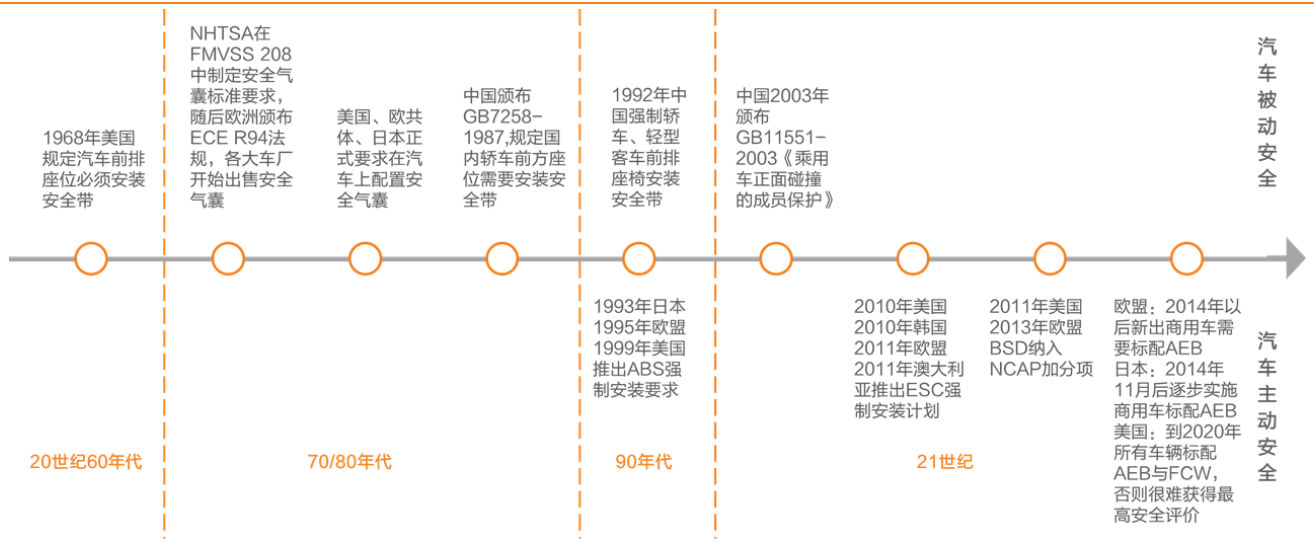 1968年美国
规定汽车前排
座位必须安装
安全带
NHTSA在
FMVSS 208
中制定安全气
囊标准要求，
随后欧洲颁布
ECE R94法
规，各大车厂
开始出售安全
气囊
美国、欧共
体、日本正
式要求在汽
车上配置安
全气囊
中国颁布
GB7258-
1987,规定国
内轿车前方座
位需要安装安
全带
1992年中
国强制轿
车、轻型
客车前排
座椅安装
安全带
中国2003年
颁布
GB11551-
2003《乘用
车正面碰撞
的成员保护》
汽车被动安全
1993年日本
1995年欧盟
1999年美国
推出ABS强
制安装要求
2010年美国
2010年韩国
2011年欧盟
2011年澳大利
亚推出ESC强
制安装计划
2011年美国
2013年欧盟
BSD纳入
NCAP加分项
欧盟：2014年以
后新出商用车需
要标配AEB
日本：2014年
11月后逐步实施
商用车标配AEB
美国：到2020年
所有车辆标配
AEB与FCW，
否则很难获得最
高安全评价
汽车主动安全
20世纪60年代
70/80年代
90年代
21世纪